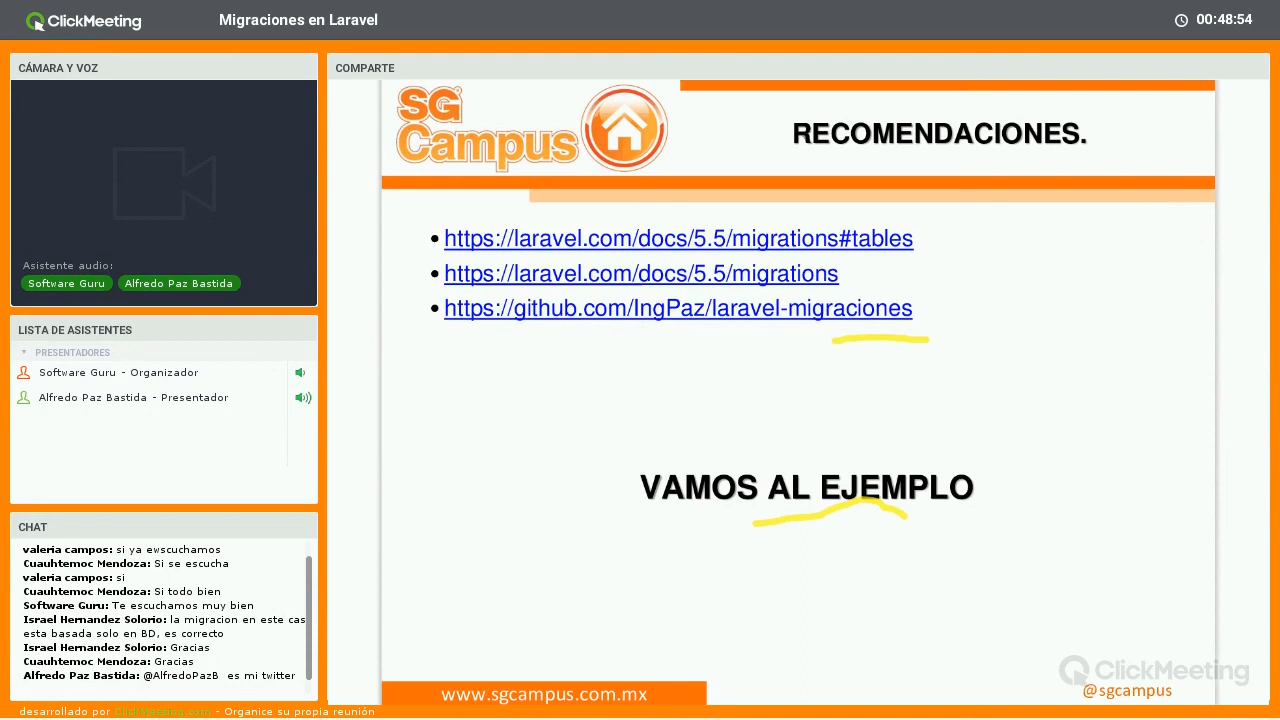 ClickMeeting
Migraciones en Laravel
00:48:54
CÁMARA Y VOZ
Asistente audio:
Software Guru
Alfredo Paz Bastida
LISTA DE ASISTENTES
PRESENTADORES
Software Guru - Organizador
Alfredo Paz Bastida - Presentador
CHAT
valeria campos: si ya ewscuchamos
Cuauhtemoc Mendoza: Si se escucha
valeria campos: si
Cuauhtemoc Mendoza: Si todo bien
Software Guru: Te escuchamos muy bien
Israel Hernandez Solorio: la migracion en este cas
esta basada solo en BD, es correcto
Israel Hernandez Solorio: Gracias
Cuauhtemoc Mendoza: Gracias
Alfredo Paz Bastida: @AlfredoPazB es mi twitter
desarrollado por ClickMeeting.com - Organice su propia reunión
COMPARTE
SG
Campus
RECOMENDACIONES.
• https://laravel.com/docs/5.5/migrations#tables
• https://laravel.com/docs/5.5/migrations
• https://github.com/IngPaz/laravel-migraciones
VAMOS AL EJEMPLO
www.sgcampus.com.mx
ClickMeeting
@sgcampus